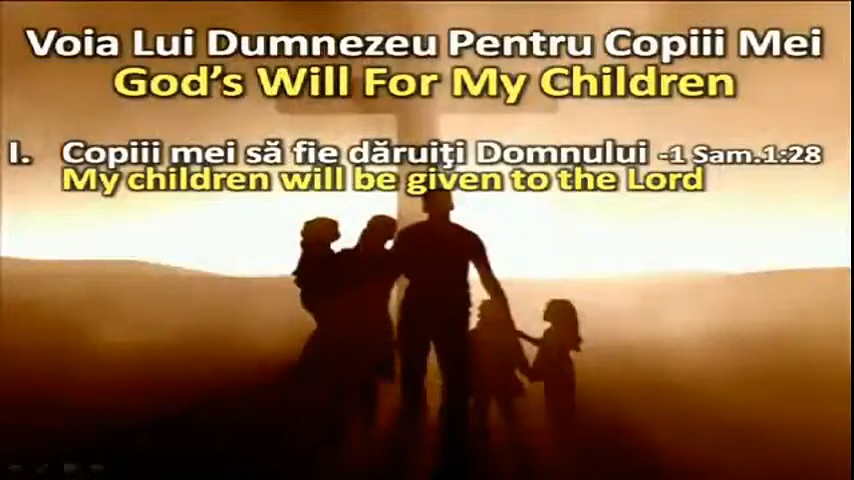 Voia Lui Dumnezeu Pentru Copiii Mei
God's Will For My Children
I. Copiii mei să fie dăruiţi Domnului -1 Sam.1:28
My children will be given to the Lord